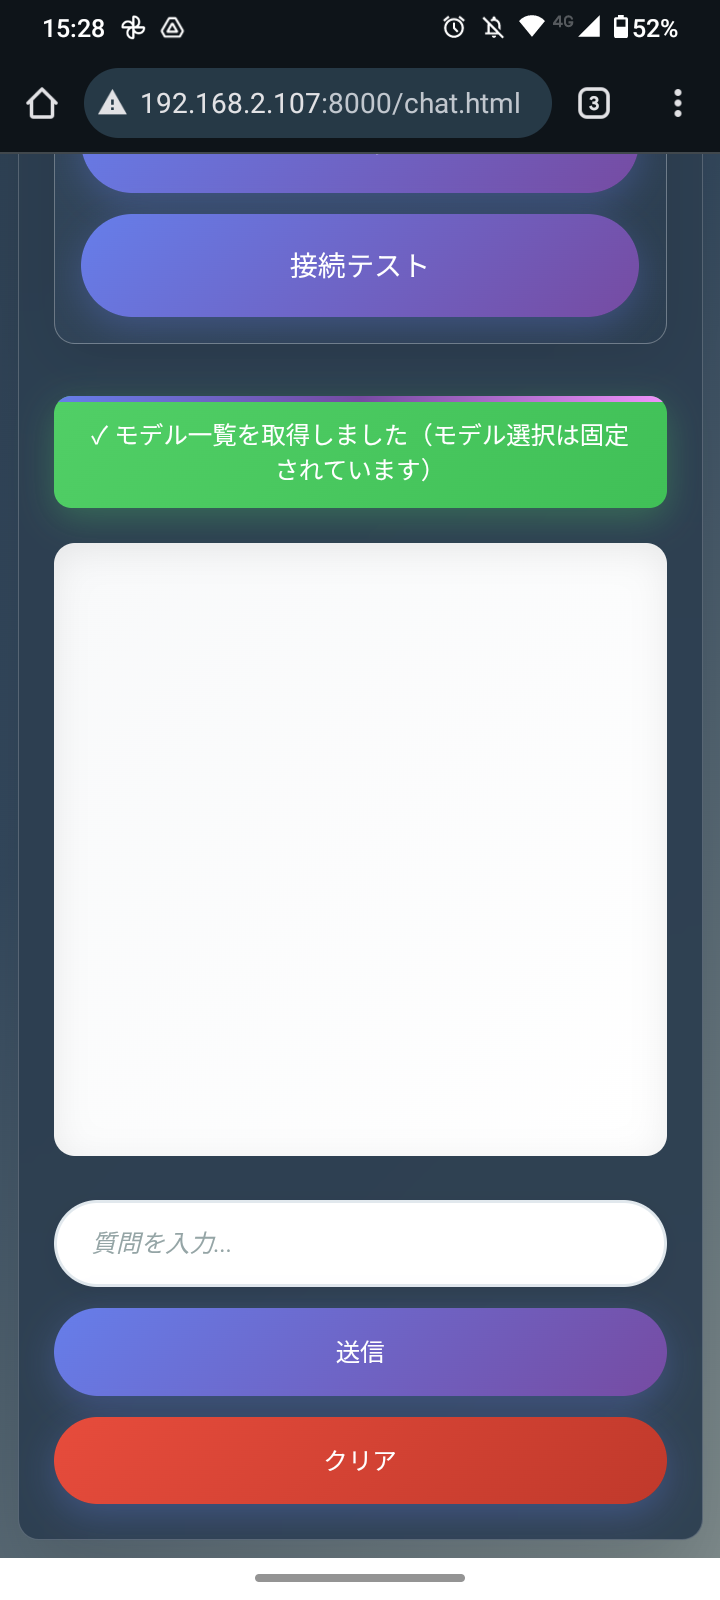 15:28
4G
52%
192.168.2.107:8000/chat.html
3
接続テスト
✓ モデル一覧を取得しました（モデル選択は固定
されています）
質問を入力...
送信
クリア